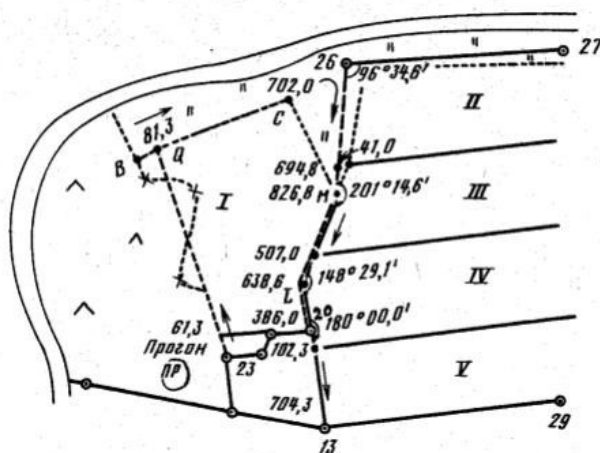 26
27
96°34,6'
702,0
C
II
81,3
B
Q
41,0
694,8
826,8 M 201°14,6'
III
I
507,0
638,6
148°29,1'
IV
L
61,3
386,0
20
180°00,0'
Прогон
ПР
23
102,3
V
704,3
13
29